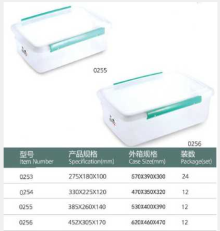 0255
0256
型号 产品规格 外箱规格 装数
Item Number Specification(mm) Case Size(mm) Package(set)
0253 275X180X100 570X390X300 24
0254 330X225X120 470X350X320 12
0255 385X260X140 530X400X390 12
0256 452X305X170 620X460X470 12